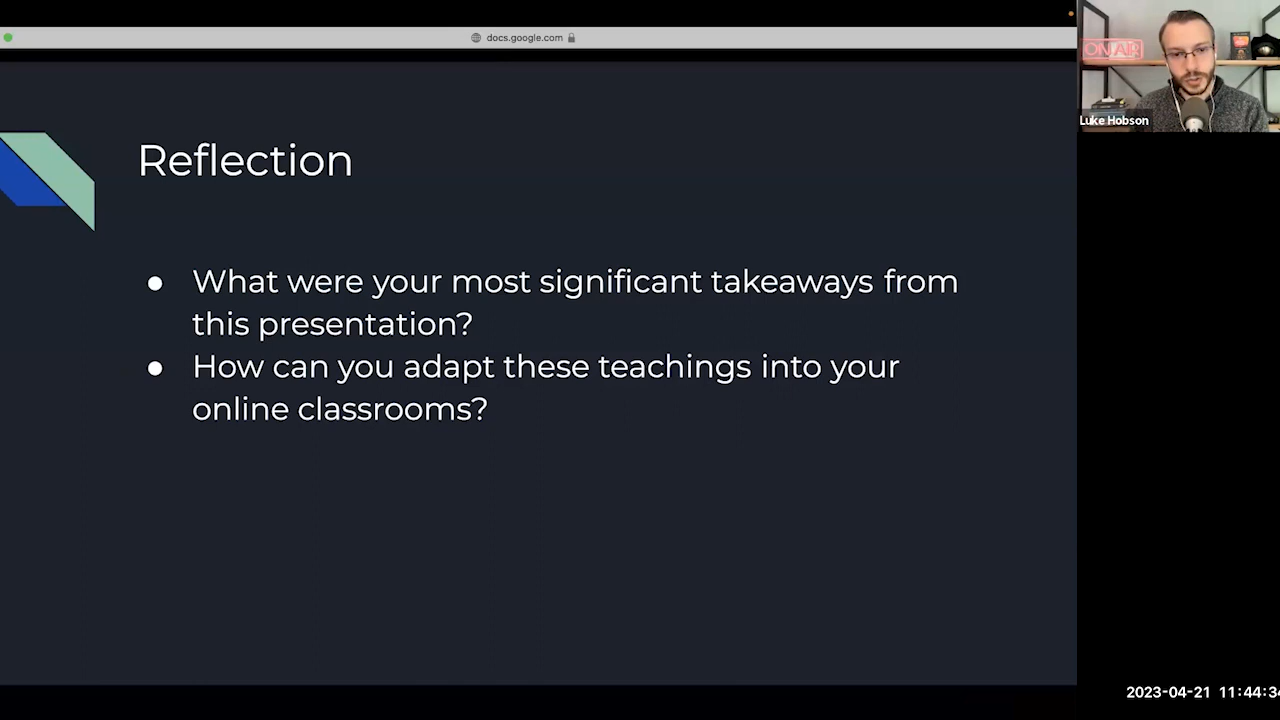 docs.google.com
ON AIR
Luke Hobson
Reflection
● What were your most significant takeaways from
this presentation?
● How can you adapt these teachings into your
online classrooms?
2023-04-21 11:44:34